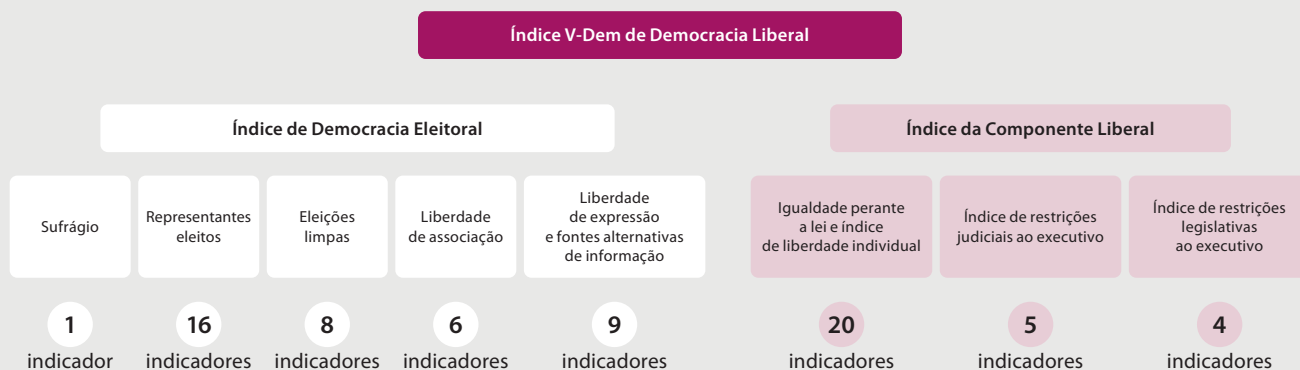 Índice V-Dem de Democracia Liberal
Índice de Democracia Eleitoral
Índice da Componente Liberal
Sufrágio
Representantes
eleitos
Eleições
limpas
Liberdade
de associação
Liberdade
de expressão
e fontes alternativas
de informação
Igualdade perante
a lei e índice
de liberdade individual
Índice de restrições
judiciais ao executivo
Índice de restrições
legislativas
ao executivo
1
indicador
16
indicadores
8
indicadores
6
indicadores
9
indicadores
20
indicadores
5
indicadores
4
indicadores